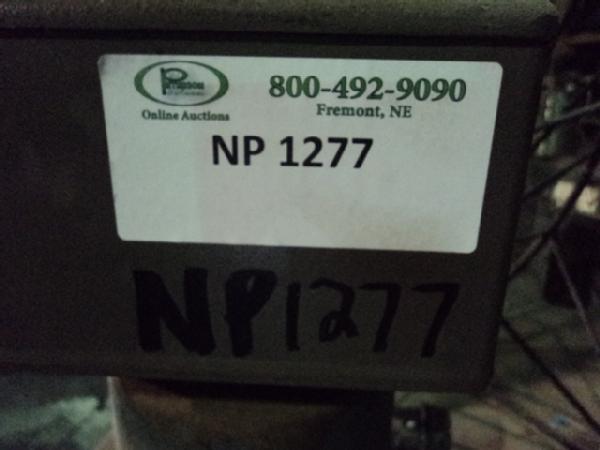 800-492-9090
Online Auctions
Fremont, NE
NP 1277
NP1277